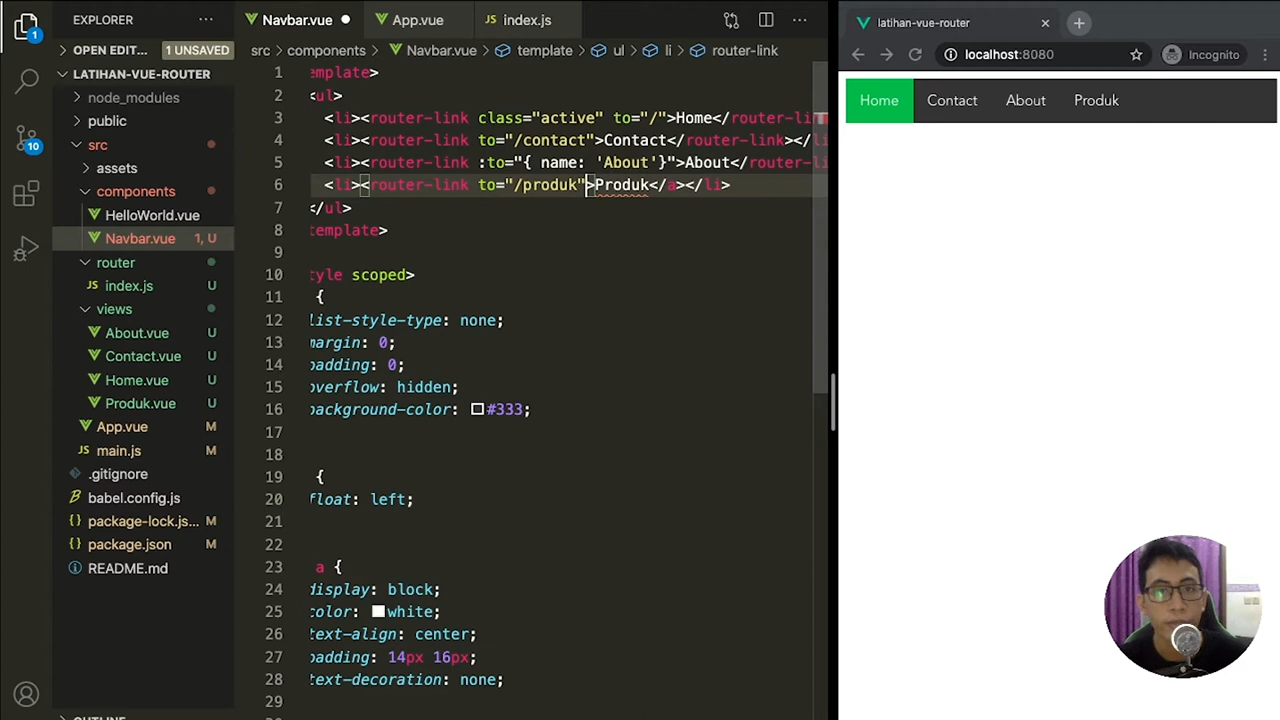 EXPLORER
Navbar.vue
App.vue
index.js
latihan-vue-router
OPEN EDIT...
1 UNSAVED
src
components
Navbar.vue
template
ul
li
router-link
localhost:8080
Incognito
LATIHAN-VUE-ROUTER
node_modules
public
src
assets
components
HelloWorld.vue
Navbar.vue
1, U
router
index.js
U
views
About.vue
U
Contact.vue
U
Home.vue
U
Produk.vue
U
App.vue
M
main.js
M
.gitignore
babel.config.js
package-lock.js...
M
package.json
M
README.md
OUTLINE
1
10
1 emplate>
2 <ul>
3 <li><router-link class="active" to="/">Home</router-li
4 <li><router-link to="/contact">Contact</router-link></l
5 <li><router-link :to="{ name: 'About'}">About</router-l
6 <li><router-link to="/produk">Produk</a></li>
7 </ul>
8 template>
9
10 tyle scoped>
11 {
12 list-style-type: none;
13 margin: 0;
14 padding: 0;
15 overflow: hidden;
16 background-color: #333;
17
18
19 {
20 float: left;
21
22
23 a {
24 display: block;
25 color: white;
26 text-align: center;
27 padding: 14px 16px;
28 text-decoration: none;
29
Home
Contact
About
Produk